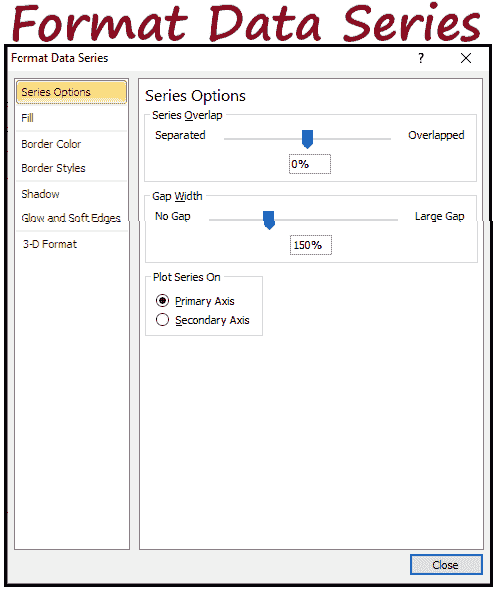 Format Data Series
Format Data Series ?
Series Options
Fill
Border Color
Border Styles
Shadow
Glow and Soft Edges
3-D Format
Series Options
Series Overlap
Separated Overlapped
0%
Gap Width
No Gap Large Gap
150%
Plot Series On
Primary Axis
Secondary Axis
Close